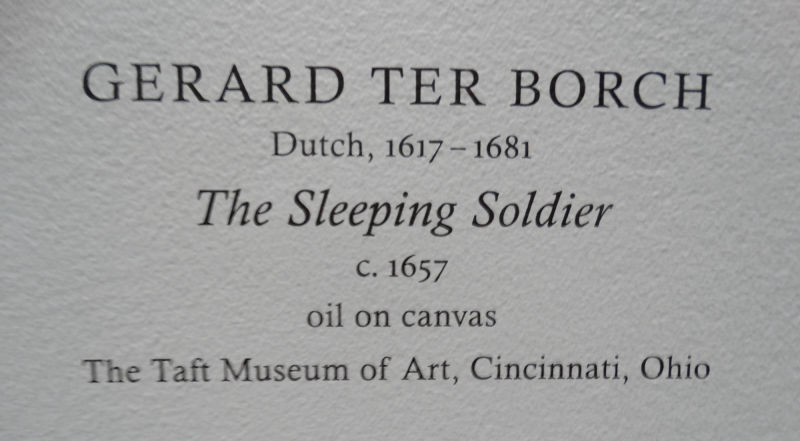 GERARD TER BORCH
Dutch, 1617–1681
The Sleeping Soldier
c. 1657
oil on canvas
The Taft Museum of Art, Cincinnati, Ohio